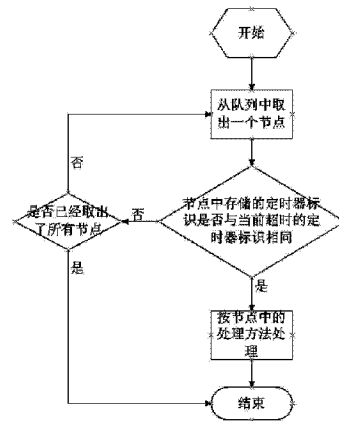 开始
从队列中取
出一个节点
否
节点中存储的定时器标
识是否与当前超时的定
时器标识相同
否
是否已经取出
了所有节点
是
是
按节点中的
处理方法处
理
结束